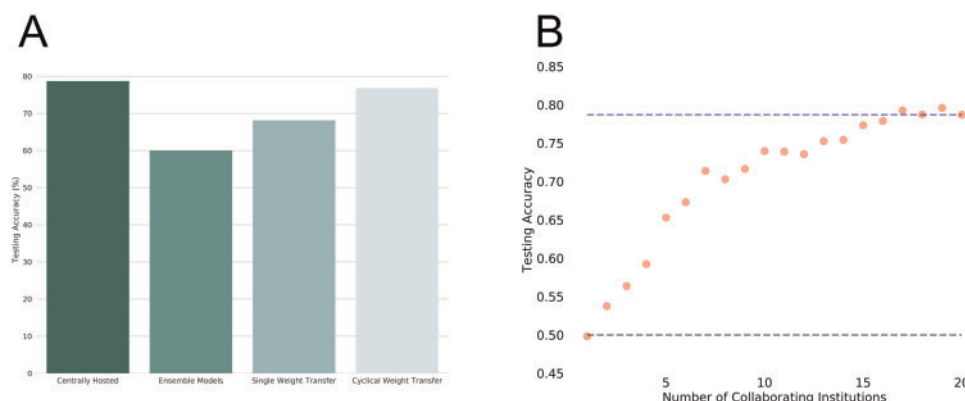 A
80
70
60
50
40
30
20
10
0
Testing Accuracy (%)
Centrally Hosted
Ensemble Models
Single Weight Transfer
Cyclical Weight Transfer
B
0.85
0.80
0.75
0.70
0.65
0.60
0.55
0.50
0.45
Testing Accuracy
5
10
15
20
Number of Collaborating Institutions